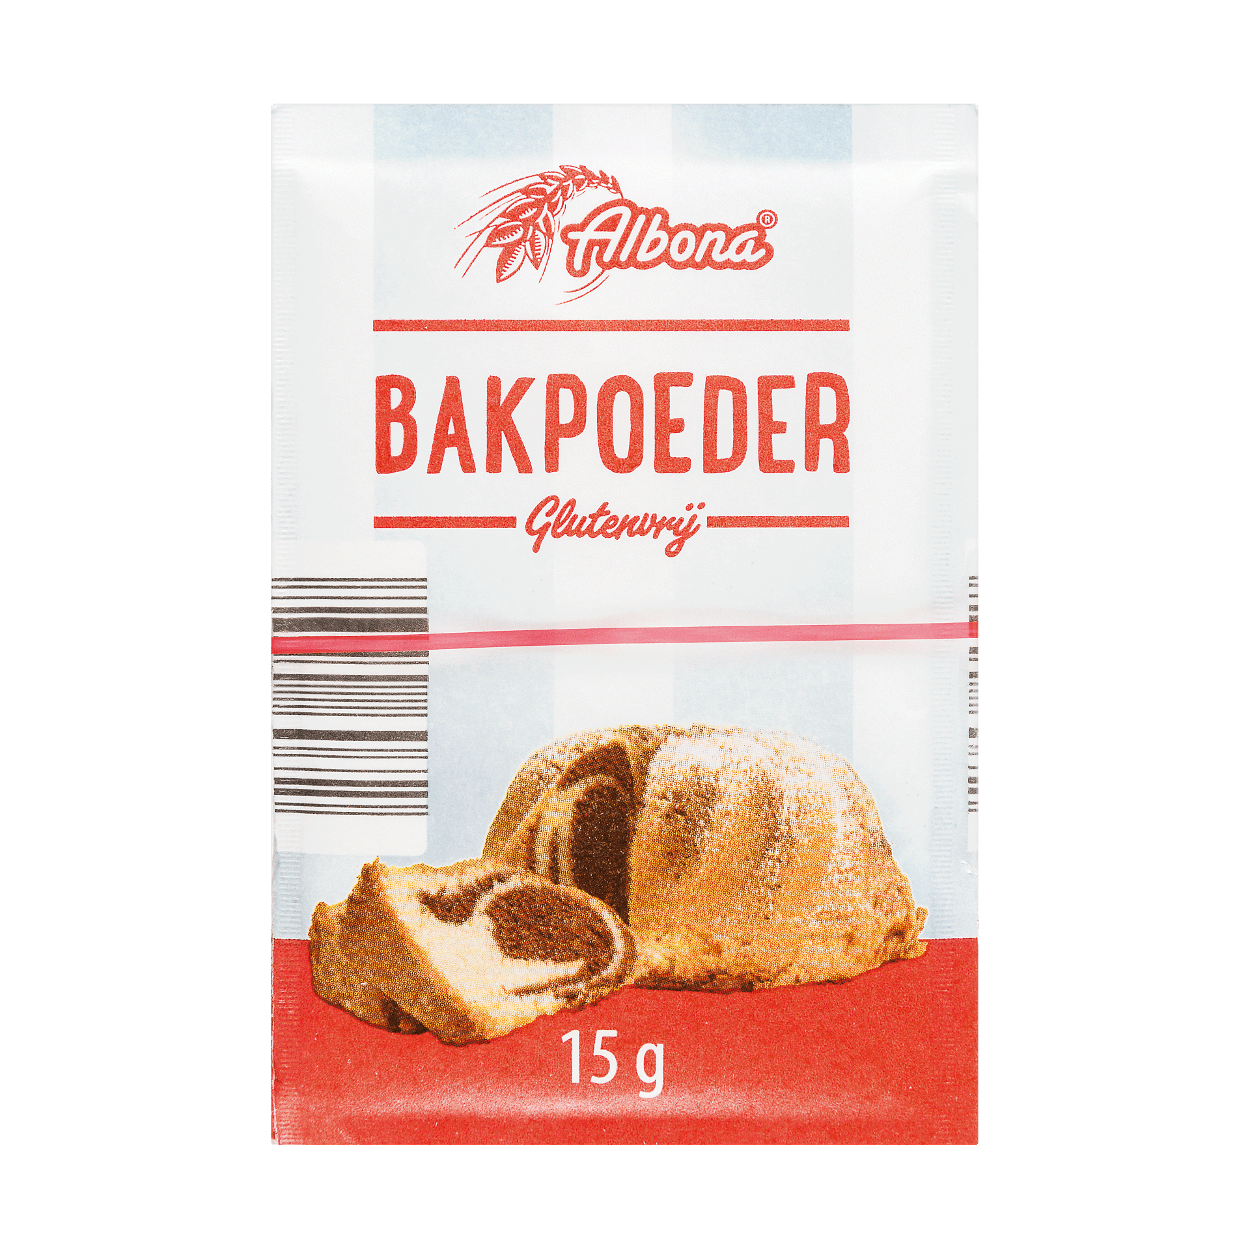 Albona®
BAKPOEDER
Glutenvrij
15 g